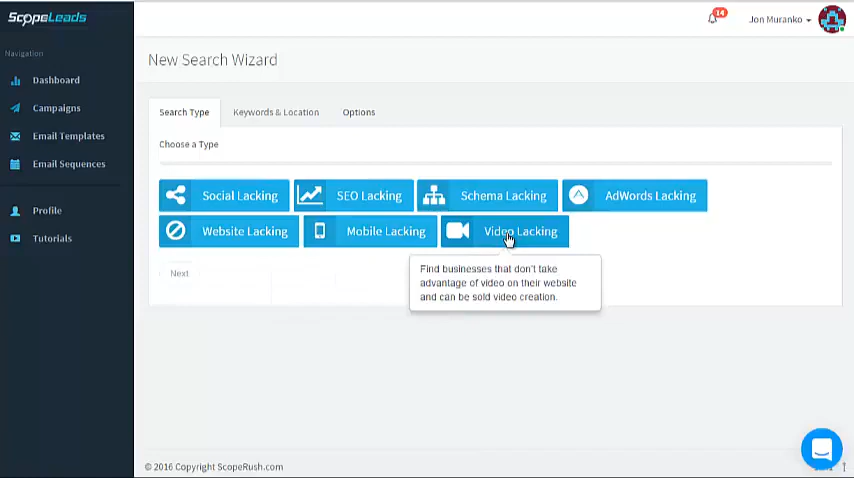 ScopeLeads
14
Jon Muranko
Navigation
Dashboard
Campaigns
Email Templates
Email Sequences
Profile
Tutorials
New Search Wizard
Search Type
Keywords & Location
Options
Choose a Type
Social Lacking
SEO Lacking
Schema Lacking
AdWords Lacking
Website Lacking
Mobile Lacking
Video Lacking
Find businesses that don't take
advantage of video on their website
and can be sold video creation.
Next
© 2016 Copyright ScopeRush.com